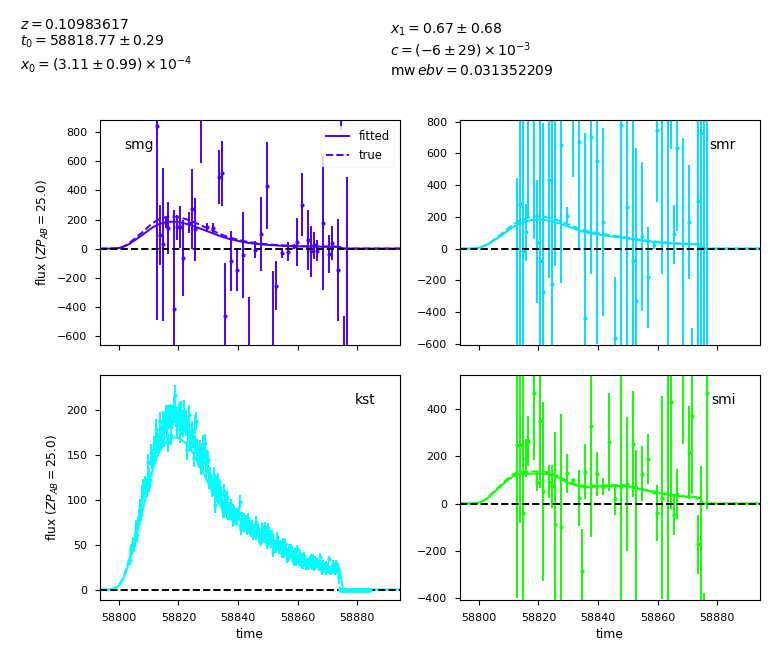 z = 0.10983617
t₀ = 58818.77 ± 0.29
x₀ = (3.11 ± 0.99) × 10⁻⁴
x₁ = 0.67 ± 0.68
c = (−6 ± 29) × 10⁻³
mw ebv = 0.031352209
smg
fitted
true
800
600
400
200
0
−200
−400
−600
flux (ZP_AB = 25.0)
smr
800
600
400
200
0
−200
−400
−600
kst
200
150
100
50
0
flux (ZP_AB = 25.0)
58800 58820 58840 58860 58880
time
smi
400
200
0
−200
−400
58800 58820 58840 58860 58880
time